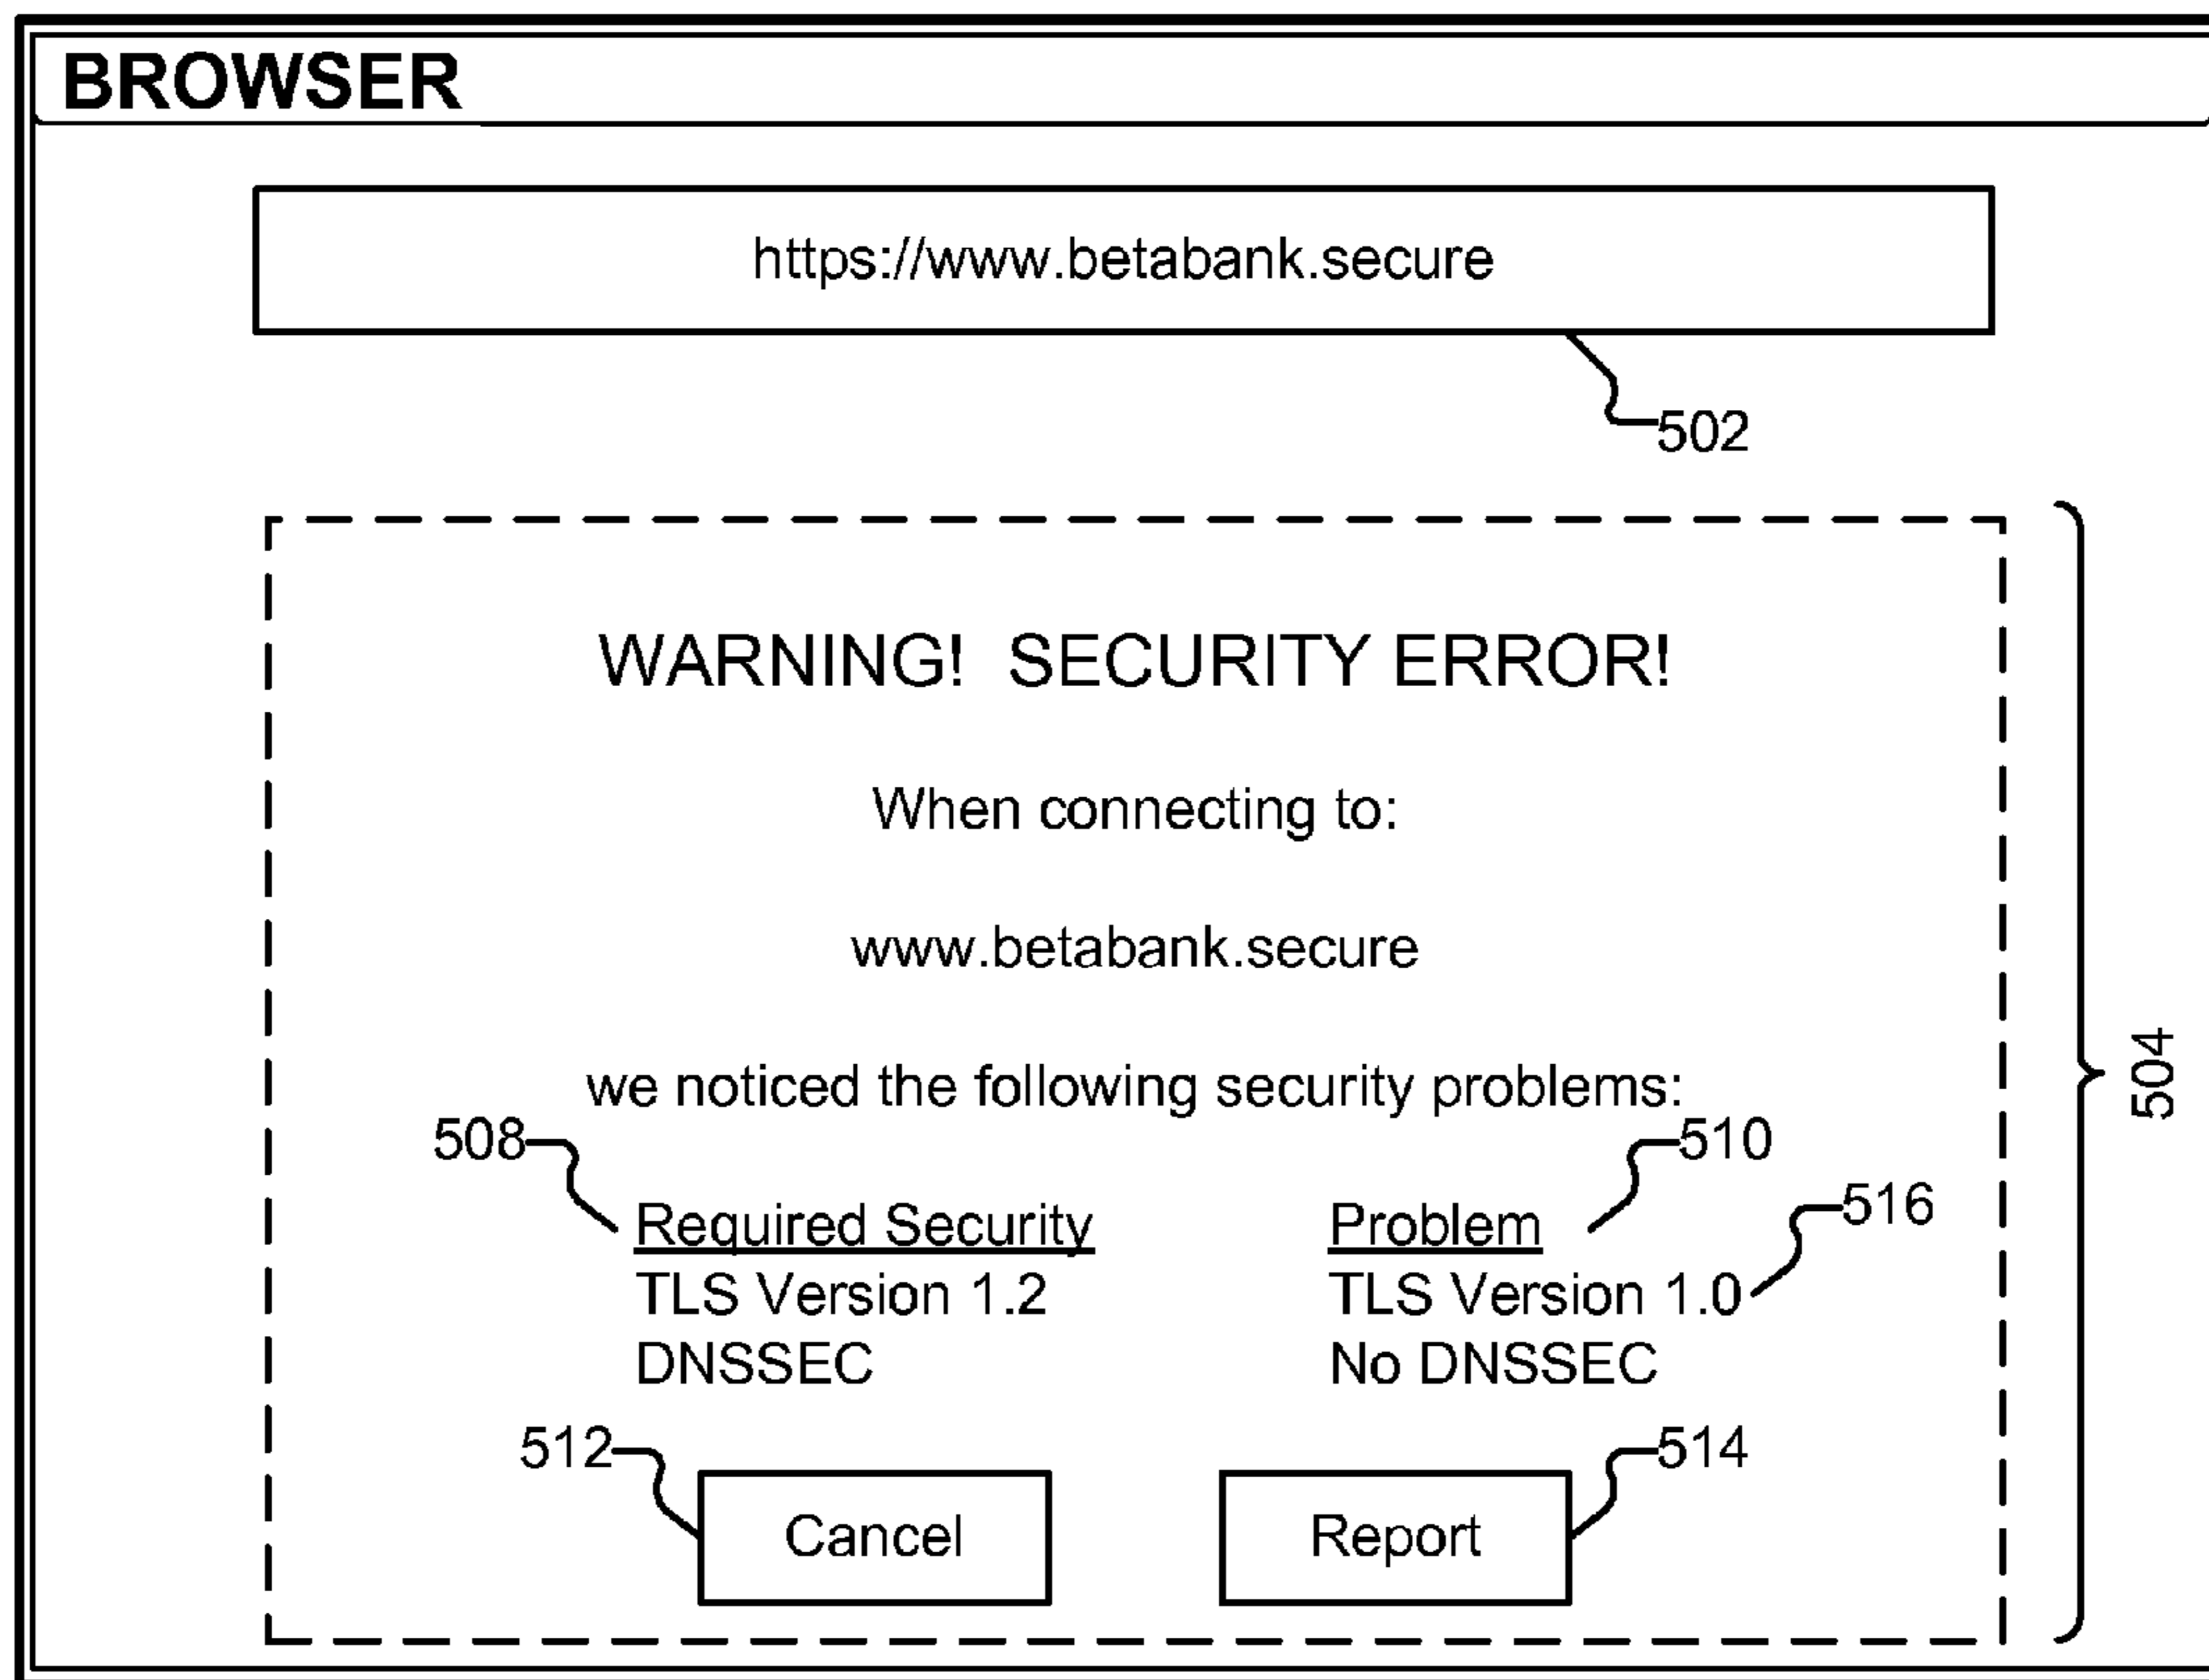 BROWSER
https://www.betabank.secure
502
WARNING! SECURITY ERROR!
When connecting to:
www.betabank.secure
504
we noticed the following security problems:
508
510
516
Required Security
Problem
TLS Version 1.2
TLS Version 1.0
DNSSEC
No DNSSEC
512
514
Cancel
Report